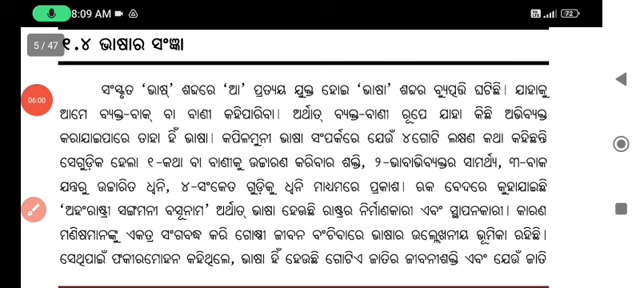 8:09 AM
72
5 / 47
06:00
୧.୪ ଭାଷାର ସଂଜ୍ଞା
ସଂସ୍କୃତ ‘ଭାଷ୍’ ଶବ୍ଦରେ ‘ଆ’ ପ୍ରତ୍ୟୟ ଯୁକ୍ତ ହୋଇ ‘ଭାଷା’ ଶବ୍ଦର ବ୍ୟୁତ୍ପତ୍ତି ଘଟିଛି। ଯାହାକୁ
ଆମେ ବ୍ୟକ୍ତ-ବାକ୍ ବା ବାଣୀ କହିପାରିବା। ଅର୍ଥାତ୍ ବ୍ୟକ୍ତ-ବାଣୀ ରୂପେ ଯାହା କିଛି ଅଭିବ୍ୟକ୍ତ
କରାଯାଇପାରେ ତାହା ହିଁ ଭାଷା। କପିଳମୁନୀ ଭାଷା ସଂପର୍କରେ ଯେଉଁ ୪ଗୋଟି ଲକ୍ଷଣ କଥା କହିଛନ୍ତି
ସେଗୁଡ଼ିକ ହେଲା ୧-କଥା ବା ବାଣୀକୁ ଉଚ୍ଚାରଣ କରିବାର ଶକ୍ତି, ୨-ଭାବାଭିବ୍ୟକ୍ତର ସାମର୍ଥ୍ୟ, ୩-ବାକ
ଯନ୍ତ୍ରରୁ ଉଚ୍ଚାରିତ ଧ୍ୱନି, ୪-ସଂକେତ ଗୁଡ଼ିକୁ ଧ୍ୱନି ମାଧ୍ୟମରେ ପ୍ରକାଶ। ଋକ ବେଦରେ କୁହାଯାଇଛି
‘ଅହଂରାଷ୍ଟ୍ରୀ ସଙ୍ଗମନୀ ବସୂନାମ’ ଅର୍ଥାତ୍ ଭାଷା ହେଉଛି ରାଷ୍ଟ୍ରର ନିର୍ମାଣକାରୀ ଏବଂ ସ୍ଥାପନକାରୀ। କାରଣ
ମଣିଷମାନଙ୍କୁ ଏକତ୍ର ସଂଗବଦ୍ଧ କରି ଗୋଷ୍ଠୀ ଜୀବନ ବଂଚିବାରେ ଭାଷାର ଉଲ୍ଲେଖନୀୟ ଭୂମିକା ରହିଛି।
ସେଥିପାଇଁ ଫକୀରମୋହନ କହିଥିଲେ, ଭାଷା ହିଁ ହେଉଛି ଗୋଟିଏ ଜାତିର ଜୀବନୀଶକ୍ତି ଏବଂ ଯେଉଁ ଜାତି